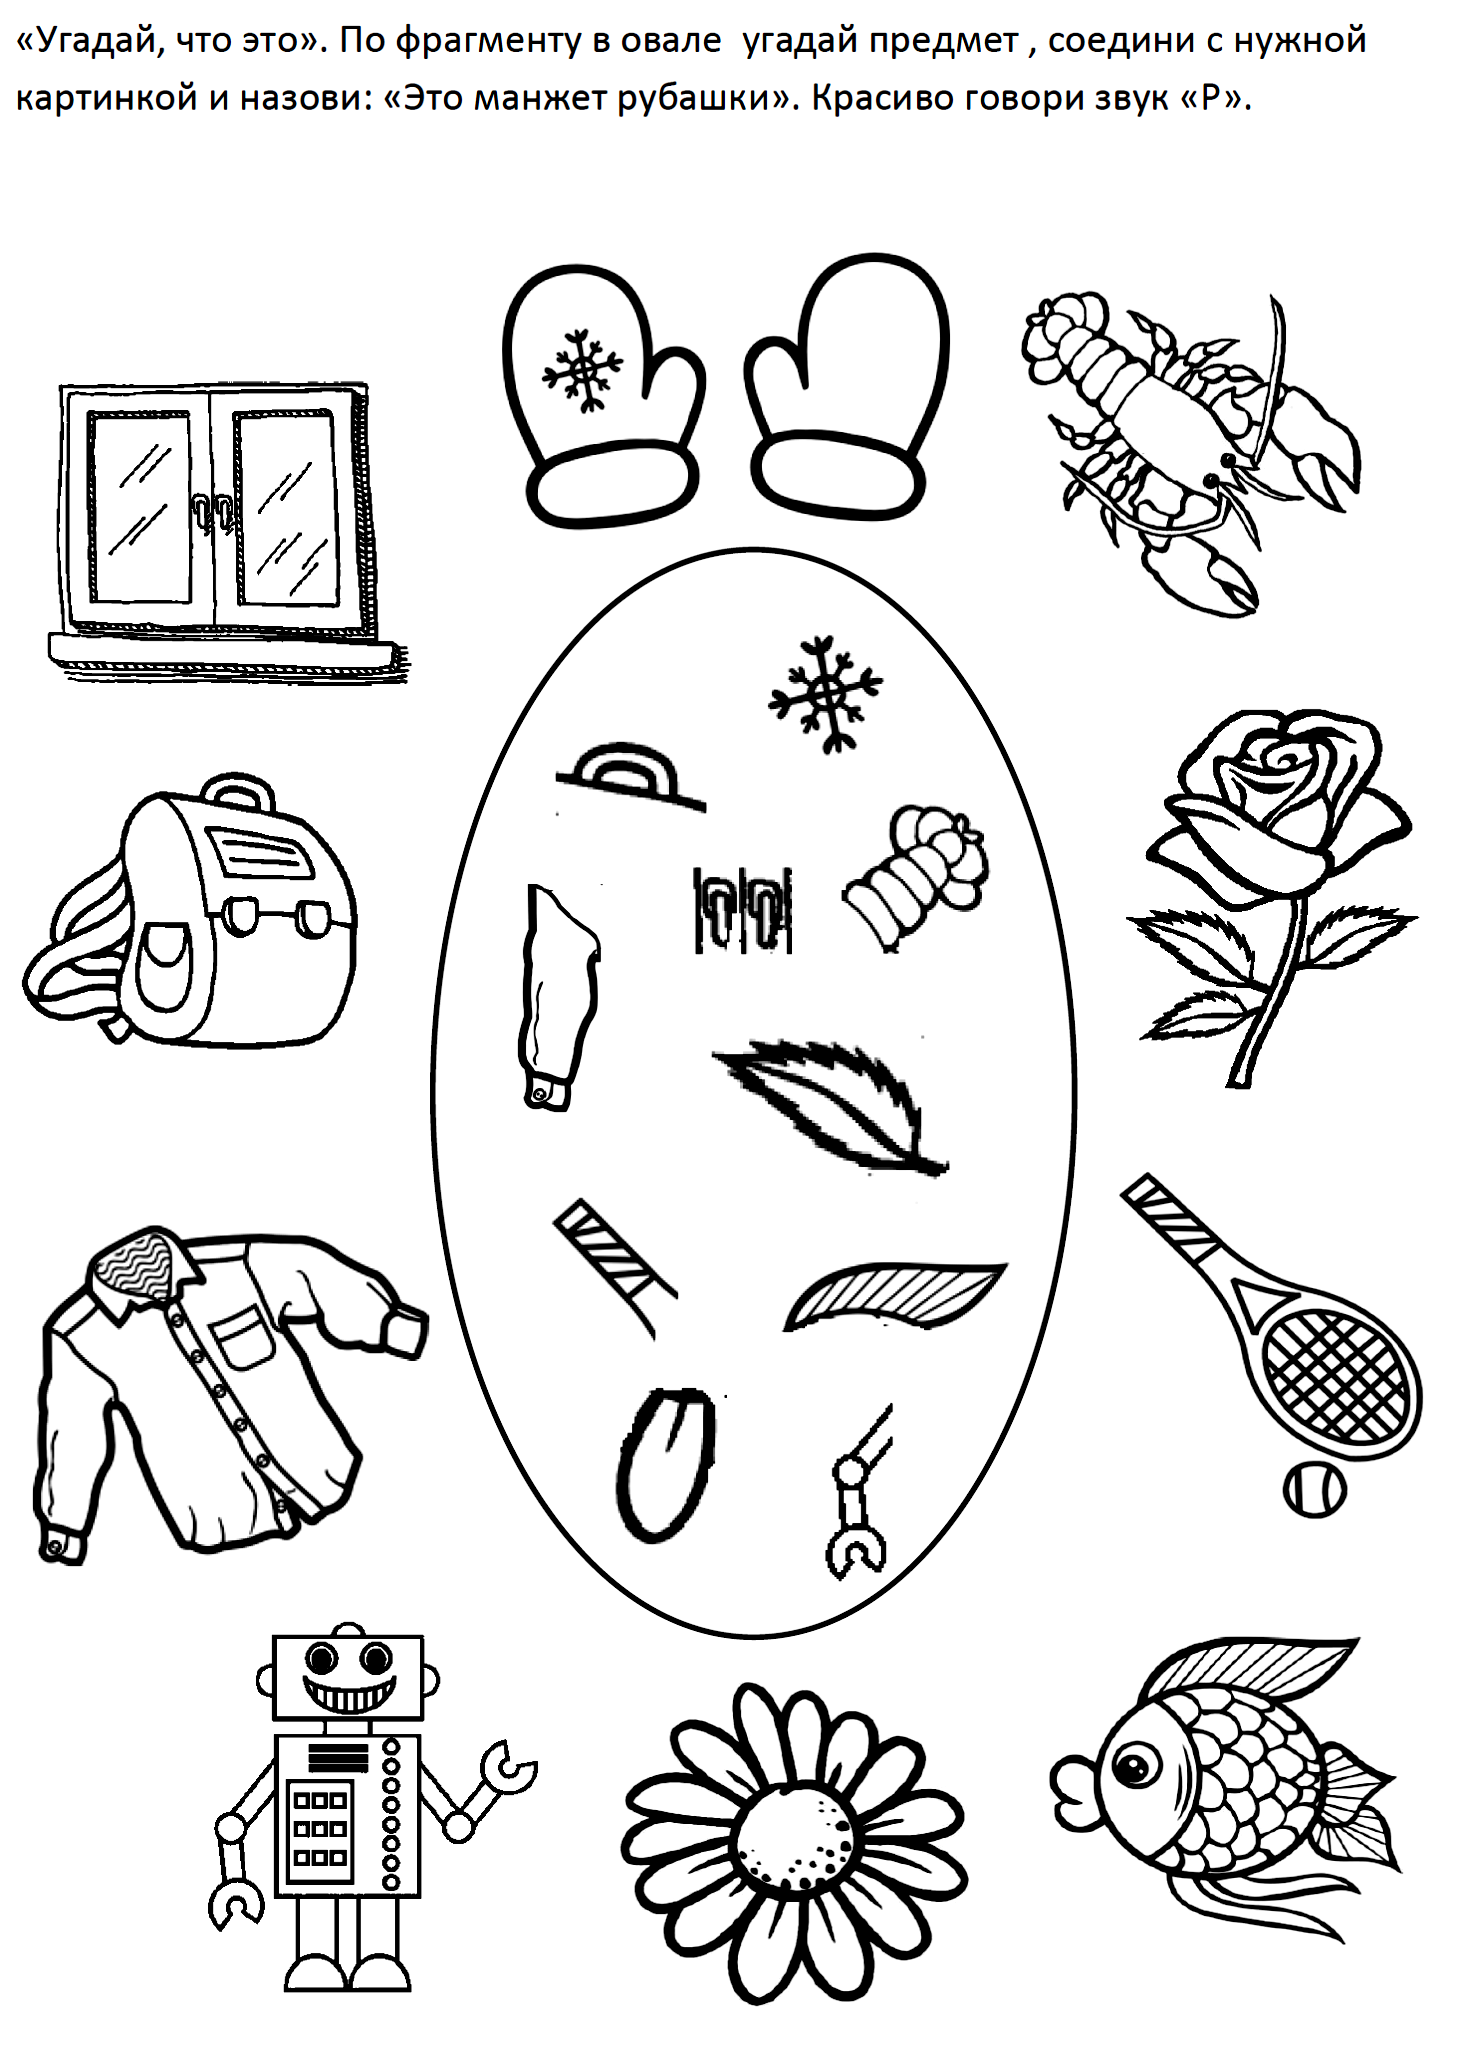 «Угадай, что это». По фрагменту в овале  угадай предмет , соедини с нужной
картинкой и назови: «Это манжет рубашки». Красиво говори звук «Р».